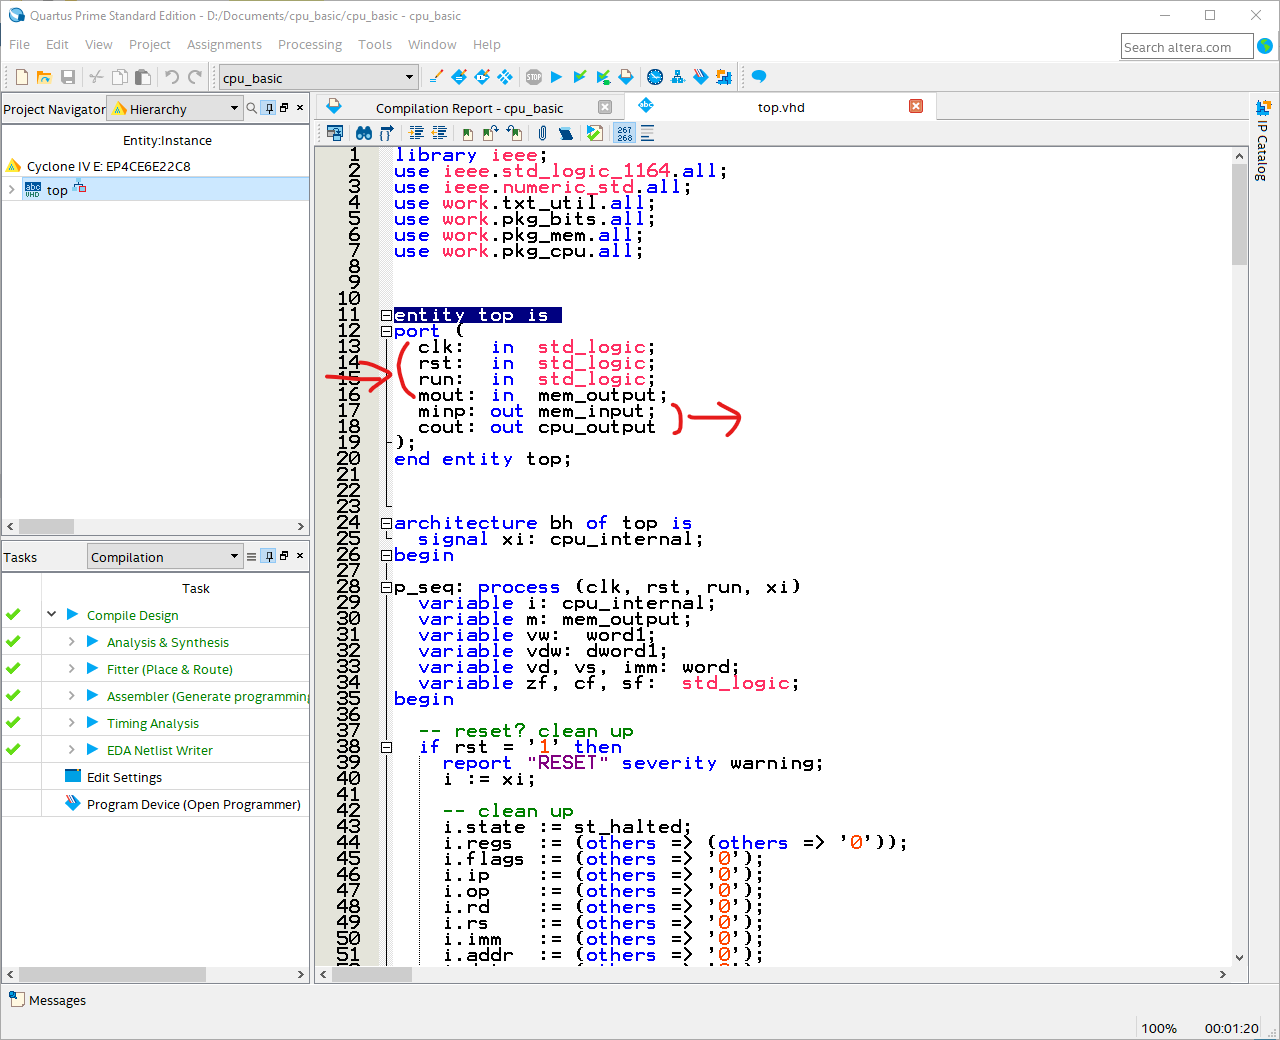 Quartus Prime Standard Edition - D:/Documents/cpu_basic/cpu_basic - cpu_basic
File Edit View Project Assignments Processing Tools Window Help
Search altera.com
cpu_basic
Project Navigator Hierarchy
Compilation Report - cpu_basic
top.vhd
Entity:Instance
Cyclone IV E: EP4CE6E22C8
top
Tasks Compilation
Task
Compile Design
Analysis & Synthesis
Fitter (Place & Route)
Assembler (Generate programming
Timing Analysis
EDA Netlist Writer
Edit Settings
Program Device (Open Programmer)
1 library ieee;
2 use ieee.std_logic_1164.all;
3 use ieee.numeric_std.all;
4 use work.txt_util.all;
5 use work.pkg_bits.all;
6 use work.pkg_mem.all;
7 use work.pkg_cpu.all;
8
9
10
11 entity top is
12 port (
13 clk: in std_logic;
14 rst: in std_logic;
15 run: in std_logic;
16 mout: in mem_output;
17 minp: out mem_input;
18 cout: out cpu_output
19 );
20 end entity top;
21
22
23
24 architecture bh of top is
25 signal xi: cpu_internal;
26 begin
27
28 p_seq: process (clk, rst, run, xi)
29 variable i: cpu_internal;
30 variable m: mem_output;
31 variable vw: word1;
32 variable vdw: dword1;
33 variable vd, vs, imm: word;
34 variable zf, cf, sf: std_logic;
35 begin
36
37 -- reset? clean up
38 if rst = '1' then
39 report "RESET" severity warning;
40 i := xi;
41
42 -- clean up
43 i.state := st_halted;
44 i.regs := (others => (others => '0'));
45 i.flags := (others => '0');
46 i.ip := (others => '0');
47 i.op := (others => '0');
48 i.rd := (others => '0');
49 i.rs := (others => '0');
50 i.imm := (others => '0');
51 i.addr := (others => '0');
IP Catalog
Messages
100% 00:01:20